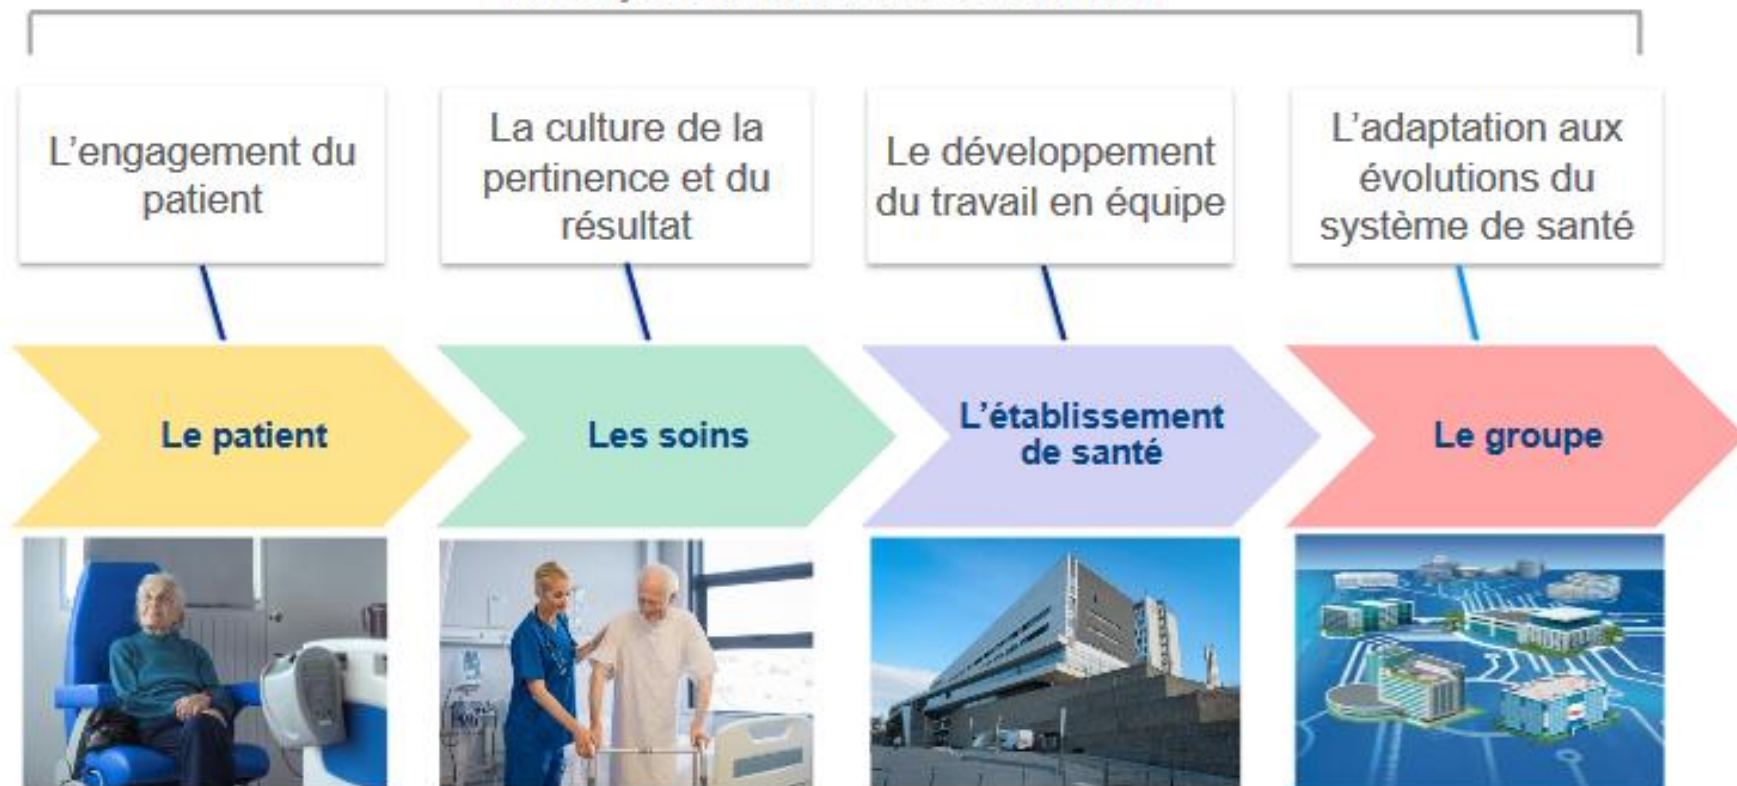 L'engagement du
patient
La culture de la
pertinence et du
résultat
Le développement
du travail en équipe
L'adaptation aux
évolutions du
système de santé
Le patient
Les soins
L'établissement
de santé
Le groupe